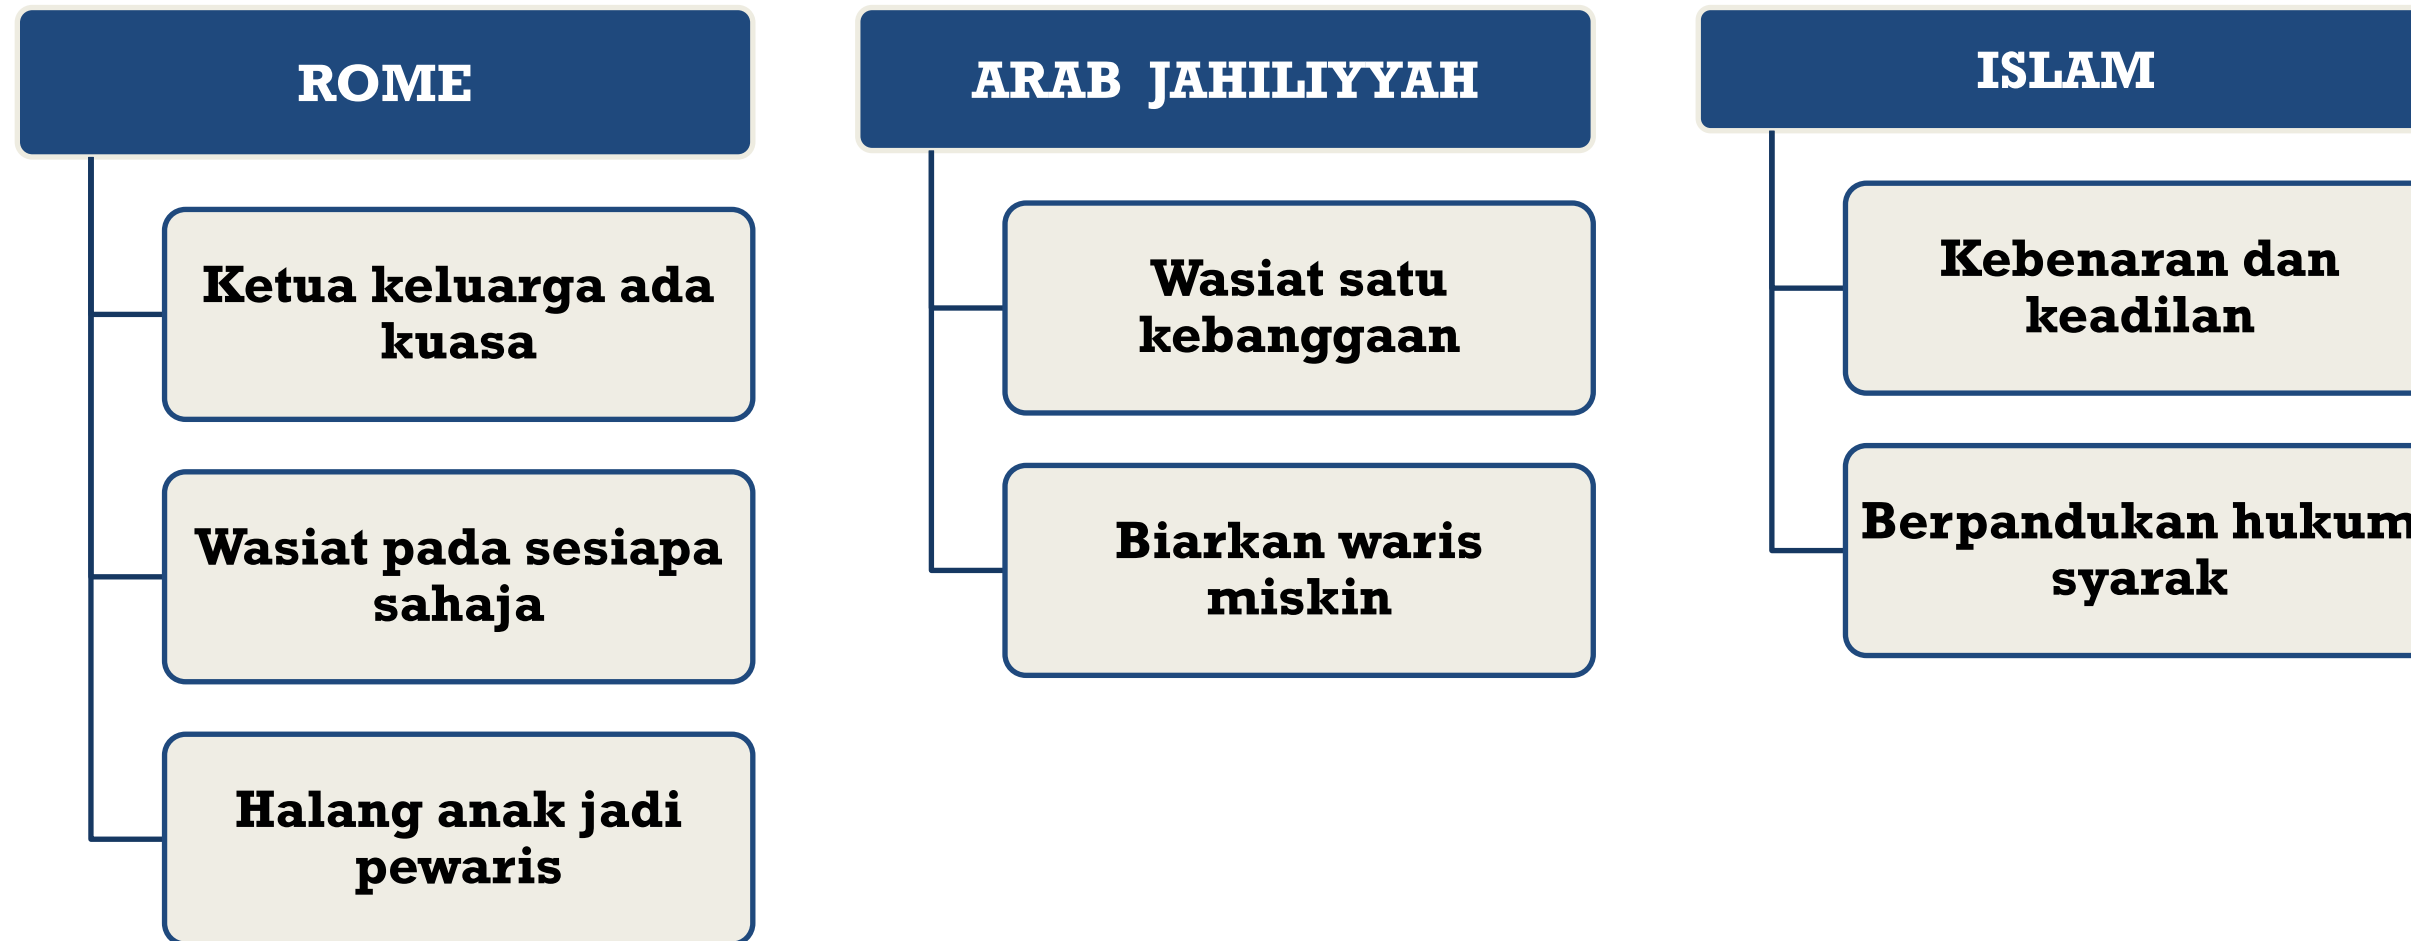 ROME
Ketua keluarga ada
kuasa
Wasiat pada sesiapa
sahaja
Halang anak jadi
pewaris
ARAB JAHILIYYAH
Wasiat satu
kebanggaan
Biarkan waris
miskin
ISLAM
Kebenaran dan
keadilan
Berpandukan hukum
syarak